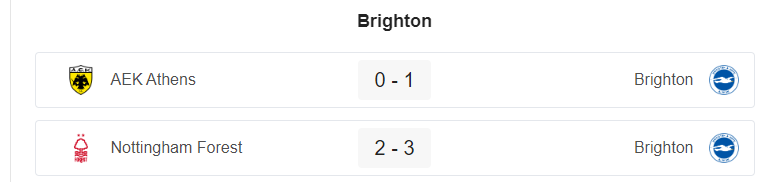 Brighton
AEK Athens 0 - 1 Brighton
Nottingham Forest 2 - 3 Brighton